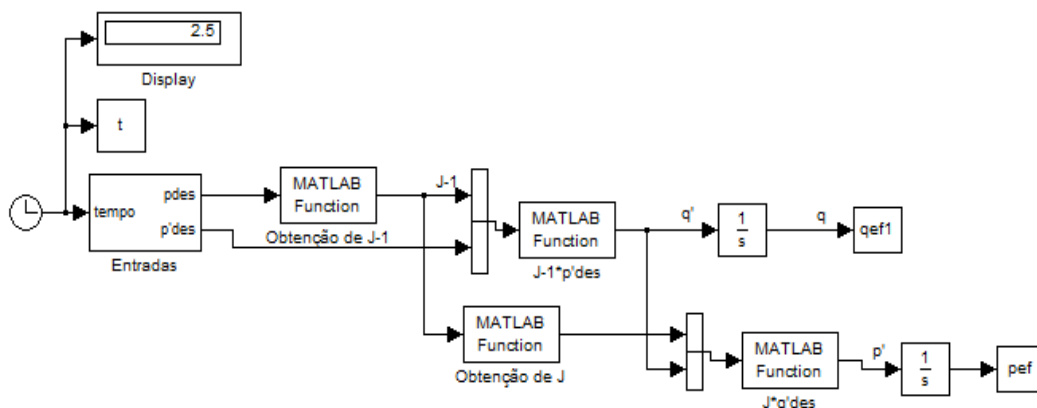 2.5
Display
t
tempo
pdes
p'des
Entradas
MATLAB
Function
Obtenção de J-1
J-1
MATLAB
Function
J-1*p'des
q'
1
s
q
qef1
MATLAB
Function
Obtenção de J
MATLAB
Function
J*q'des
p'
1
s
pef